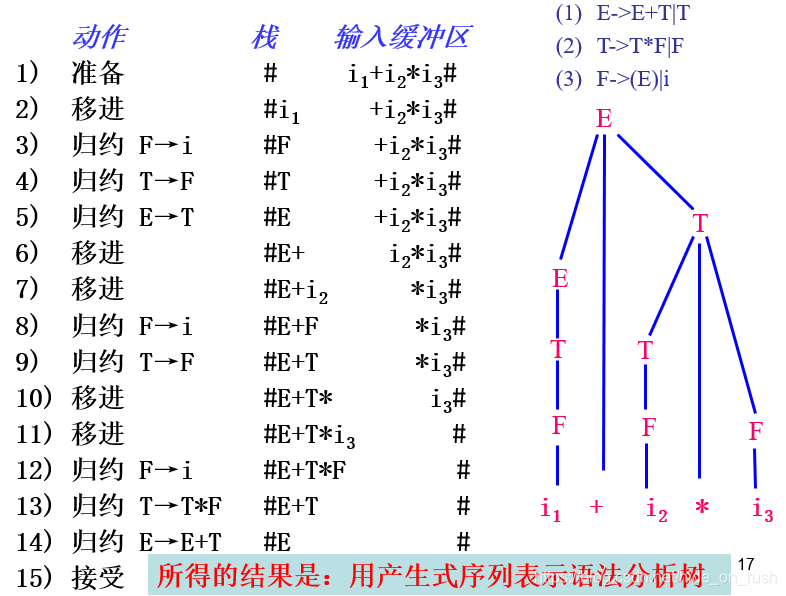 动作 栈 输入缓冲区
1) 准备 # i₁+i₂*i₃#
2) 移进 #i₁ +i₂*i₃#
3) 归约 F→i #F +i₂*i₃#
4) 归约 T→F #T +i₂*i₃#
5) 归约 E→T #E +i₂*i₃#
6) 移进 #E+ i₂*i₃#
7) 移进 #E+i₂ *i₃#
8) 归约 F→i #E+F *i₃#
9) 归约 T→F #E+T *i₃#
10) 移进 #E+T* i₃#
11) 移进 #E+T*i₃ #
12) 归约 F→i #E+T*F #
13) 归约 T→T*F #E+T #
14) 归约 E→E+T #E #
15) 接受
所得的结果是：用产生式序列表示语法分析树
(1) E->E+T|T
(2) T->T*F|F
(3) F->(E)|i
E
T
E
T T
F F F
i₁ + i₂ * i₃
17